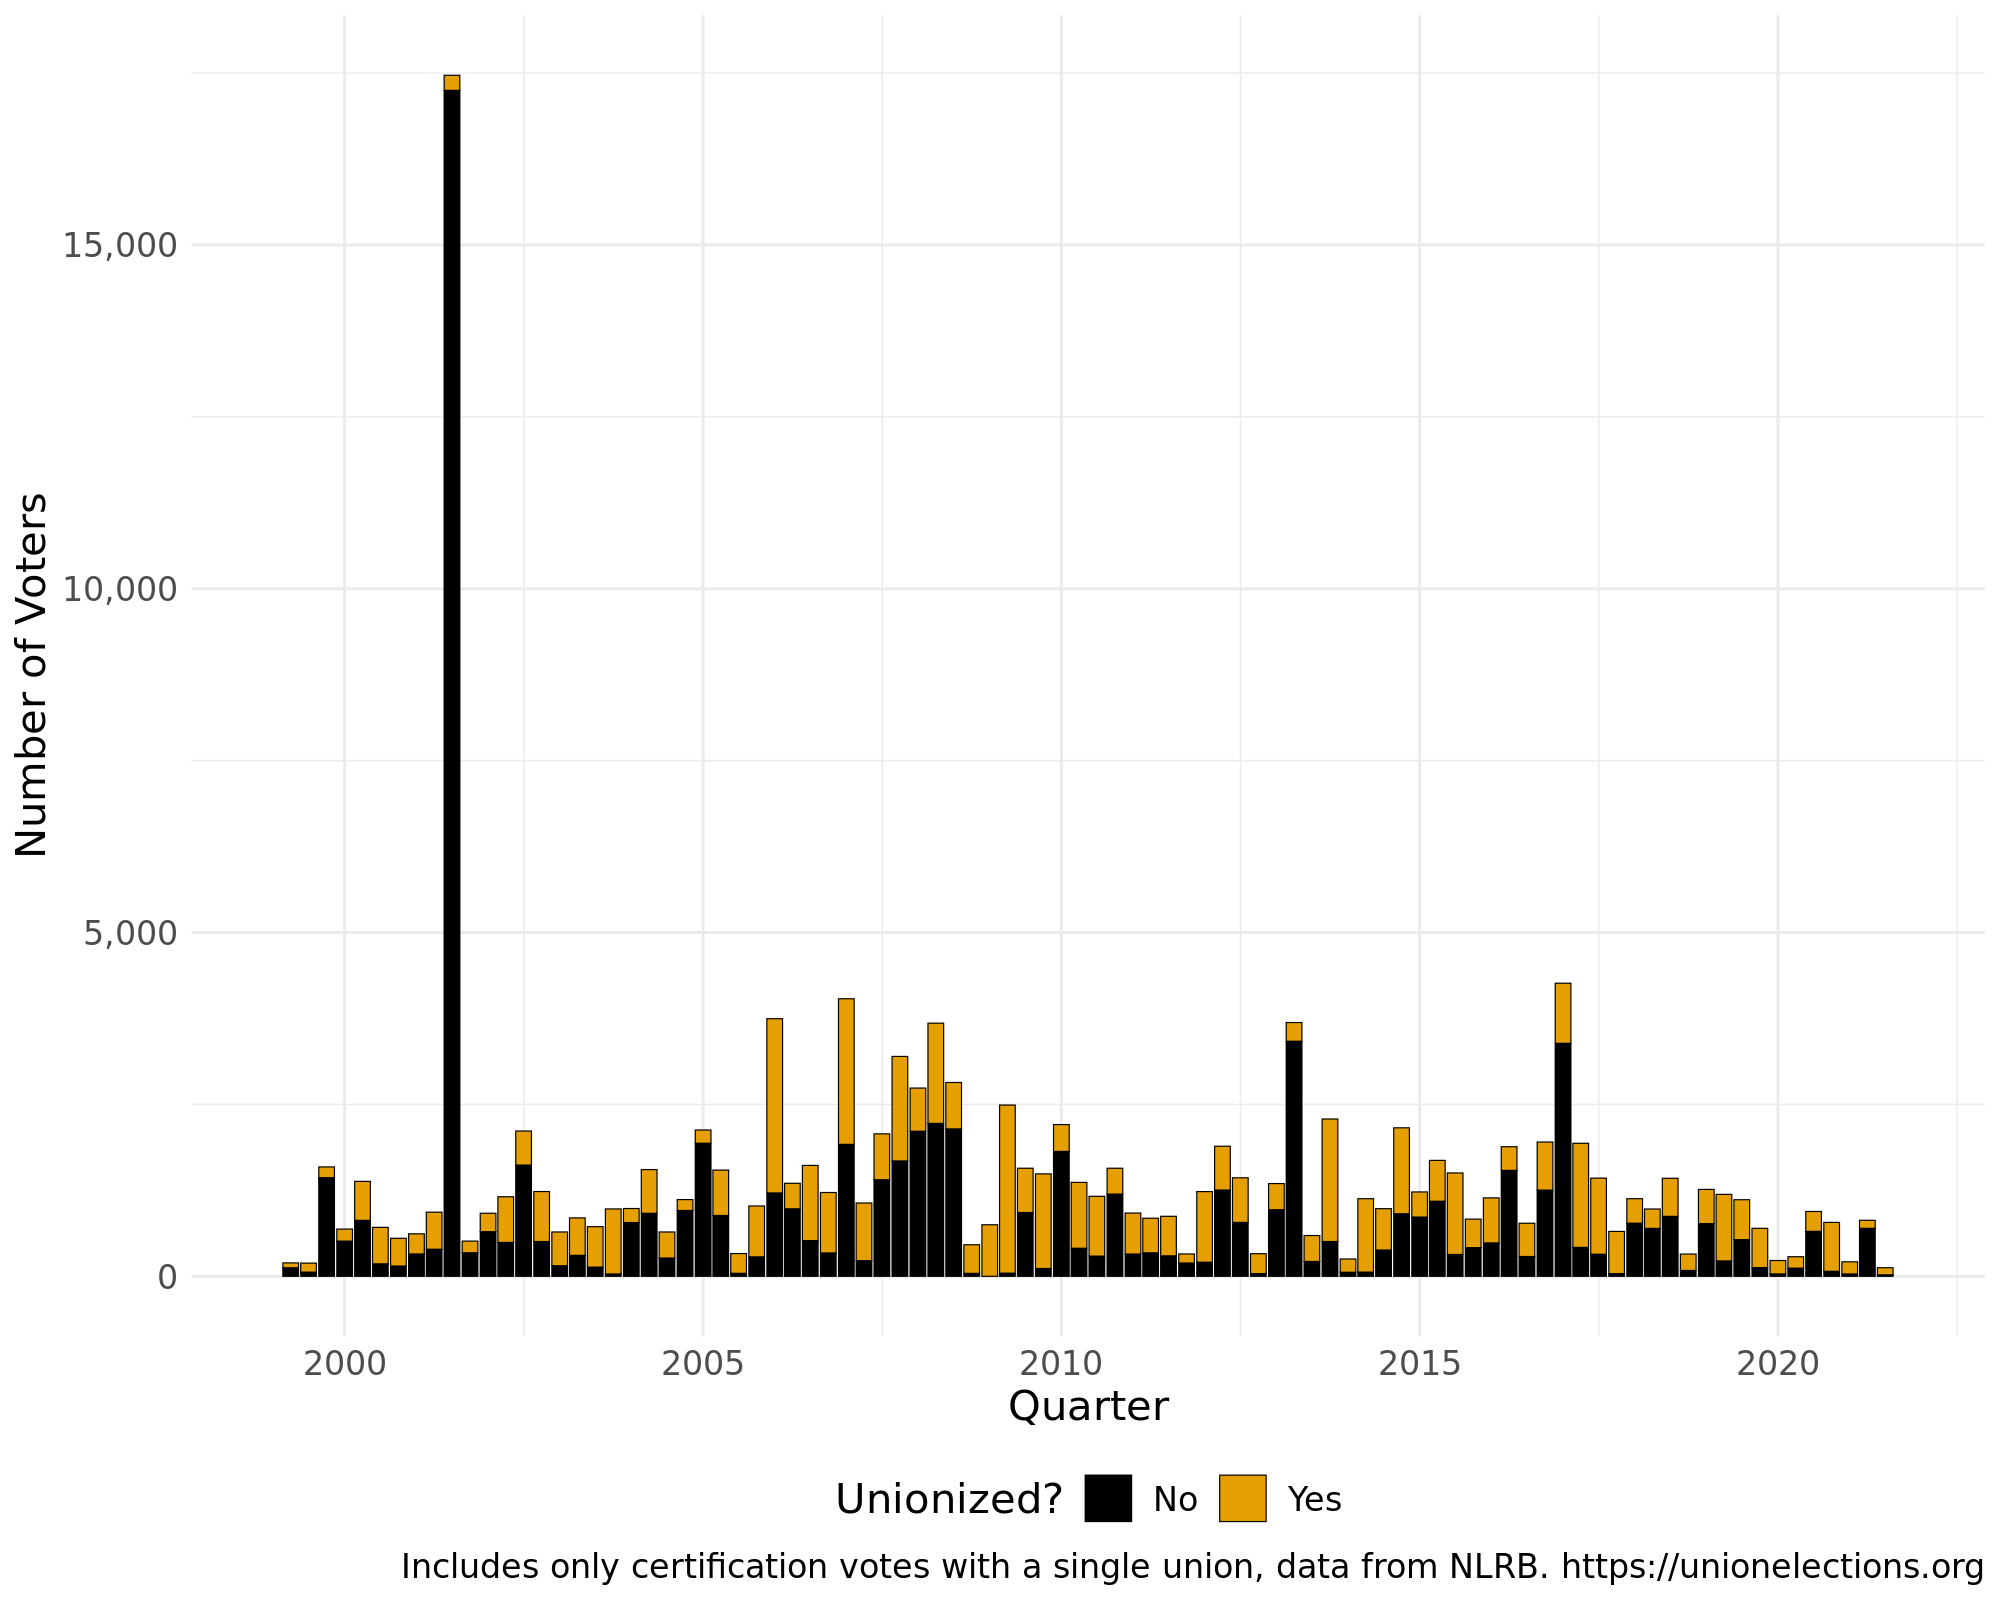 15,000
10,000
5,000
0
Number of Voters
2000 2005 2010 2015 2020
Quarter
Unionized? No Yes
Includes only certification votes with a single union, data from NLRB. https://unionelections.org